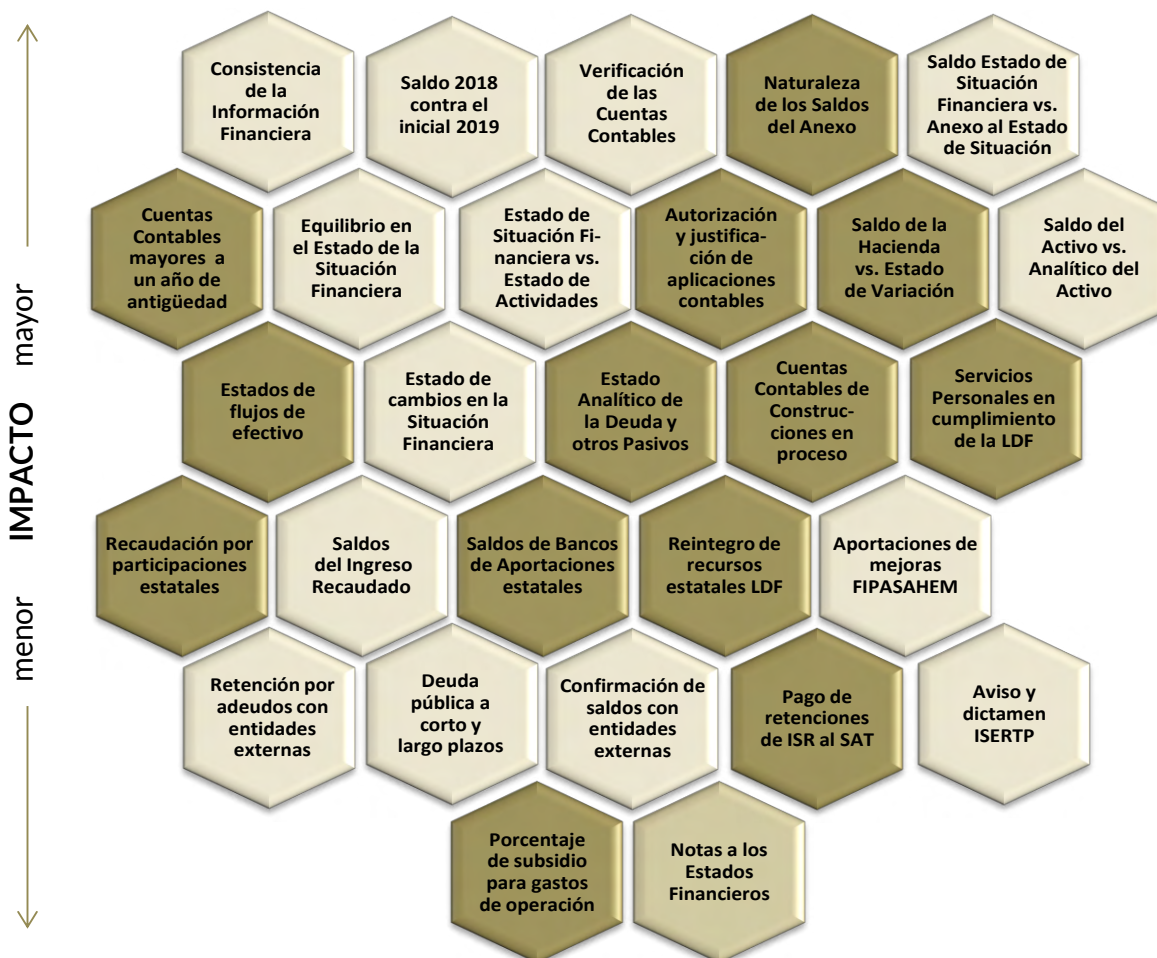 Consistencia
de la
Información
Financiera
Saldo 2018
contra el
inicial 2019
Verificación
de las
Cuentas
Contables
Naturaleza
de los Saldos
del Anexo
Saldo Estado de
Situación
Financiera vs.
Anexo al Estado
de Situación
Cuentas
Contables
mayores a
un año de
antigüedad
Equilibrio en
el Estado de la
Situación
Financiera
Estado de
Situación Fi-
nanciera vs.
Estado de
Actividades
Autorización
y justifica-
ción de
aplicaciones
contables
Saldo de la
Hacienda
vs. Estado
de Variación
Saldo del
Activo vs.
Analítico del
Activo
Estados de
flujos de
efectivo
Estado de
cambios en la
Situación
Financiera
Estado
Analítico de
la Deuda y
otros Pasivos
Cuentas
Contables de
Construc-
ciones en
proceso
Servicios
Personales en
cumplimiento
de la LDF
Recaudación por
participaciones
estatales
Saldos
del Ingreso
Recaudado
Saldos de Bancos
de Aportaciones
estatales
Reintegro de
recursos
estatales LDF
Aportaciones de
mejoras
FIPASAHEM
Retención por
adeudos con
entidades
externas
Deuda
pública a
corto y
largo plazos
Confirmación de
saldos con
entidades
externas
Pago de
retenciones
de ISR al SAT
Aviso y
dictamen
ISERTP
Porcentaje
de subsidio
para gastos
de operación
Notas a los
Estados
Financieros
menor IMPACTO mayor